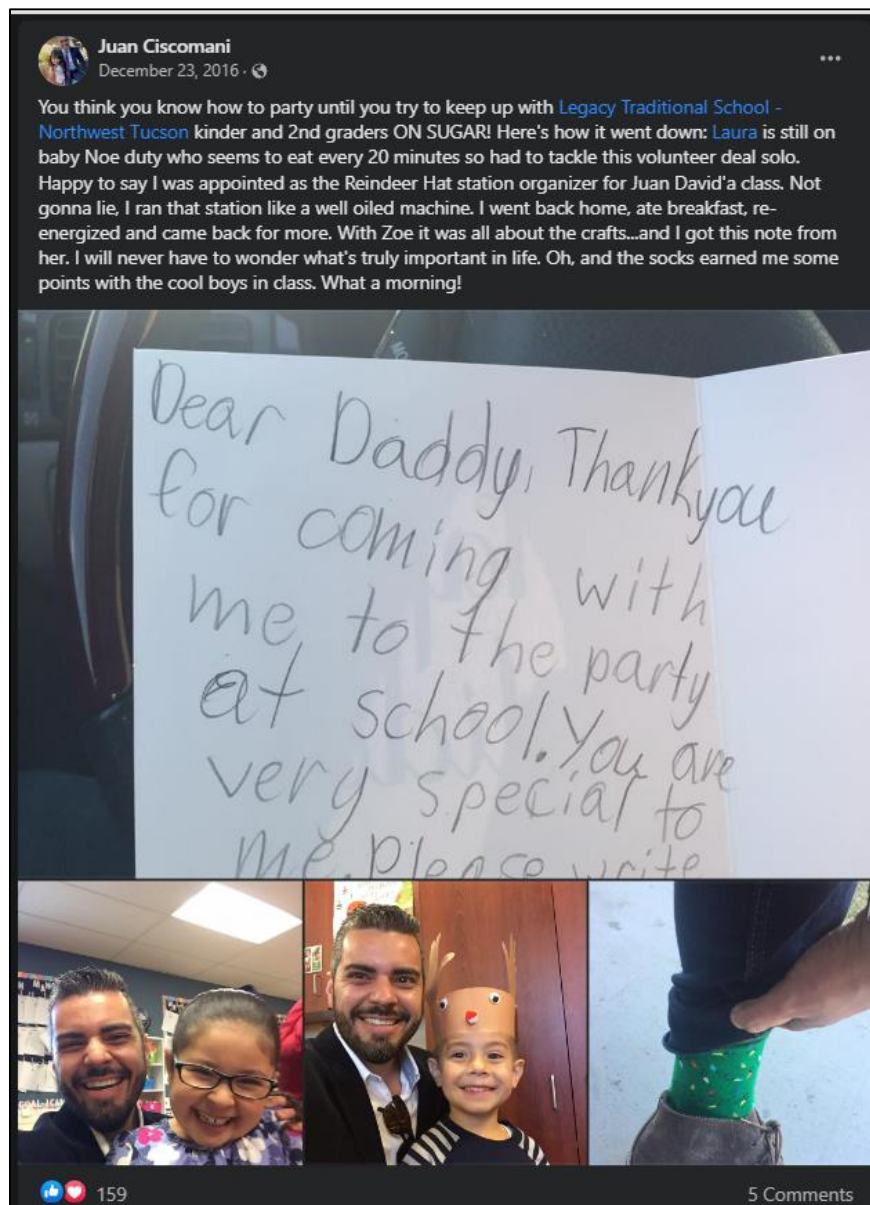 Juan Ciscomani
December 23, 2016
You think you know how to party until you try to keep up with Legacy Traditional School -
Northwest Tucson kinder and 2nd graders ON SUGAR! Here's how it went down: Laura is still on
baby Noe duty who seems to eat every 20 minutes so had to tackle this volunteer deal solo.
Happy to say I was appointed as the Reindeer Hat station organizer for Juan David'a class. Not
gonna lie, I ran that station like a well oiled machine. I went back home, ate breakfast, re-
energized and came back for more. With Zoe it was all about the crafts...and I got this note from
her. I will never have to wonder what's truly important in life. Oh, and the socks earned me some
points with the cool boys in class. What a morning!
Dear Daddy, Thankyou
for coming with
me to the party
at school. You are
very special to
me. Please write
159
5 Comments